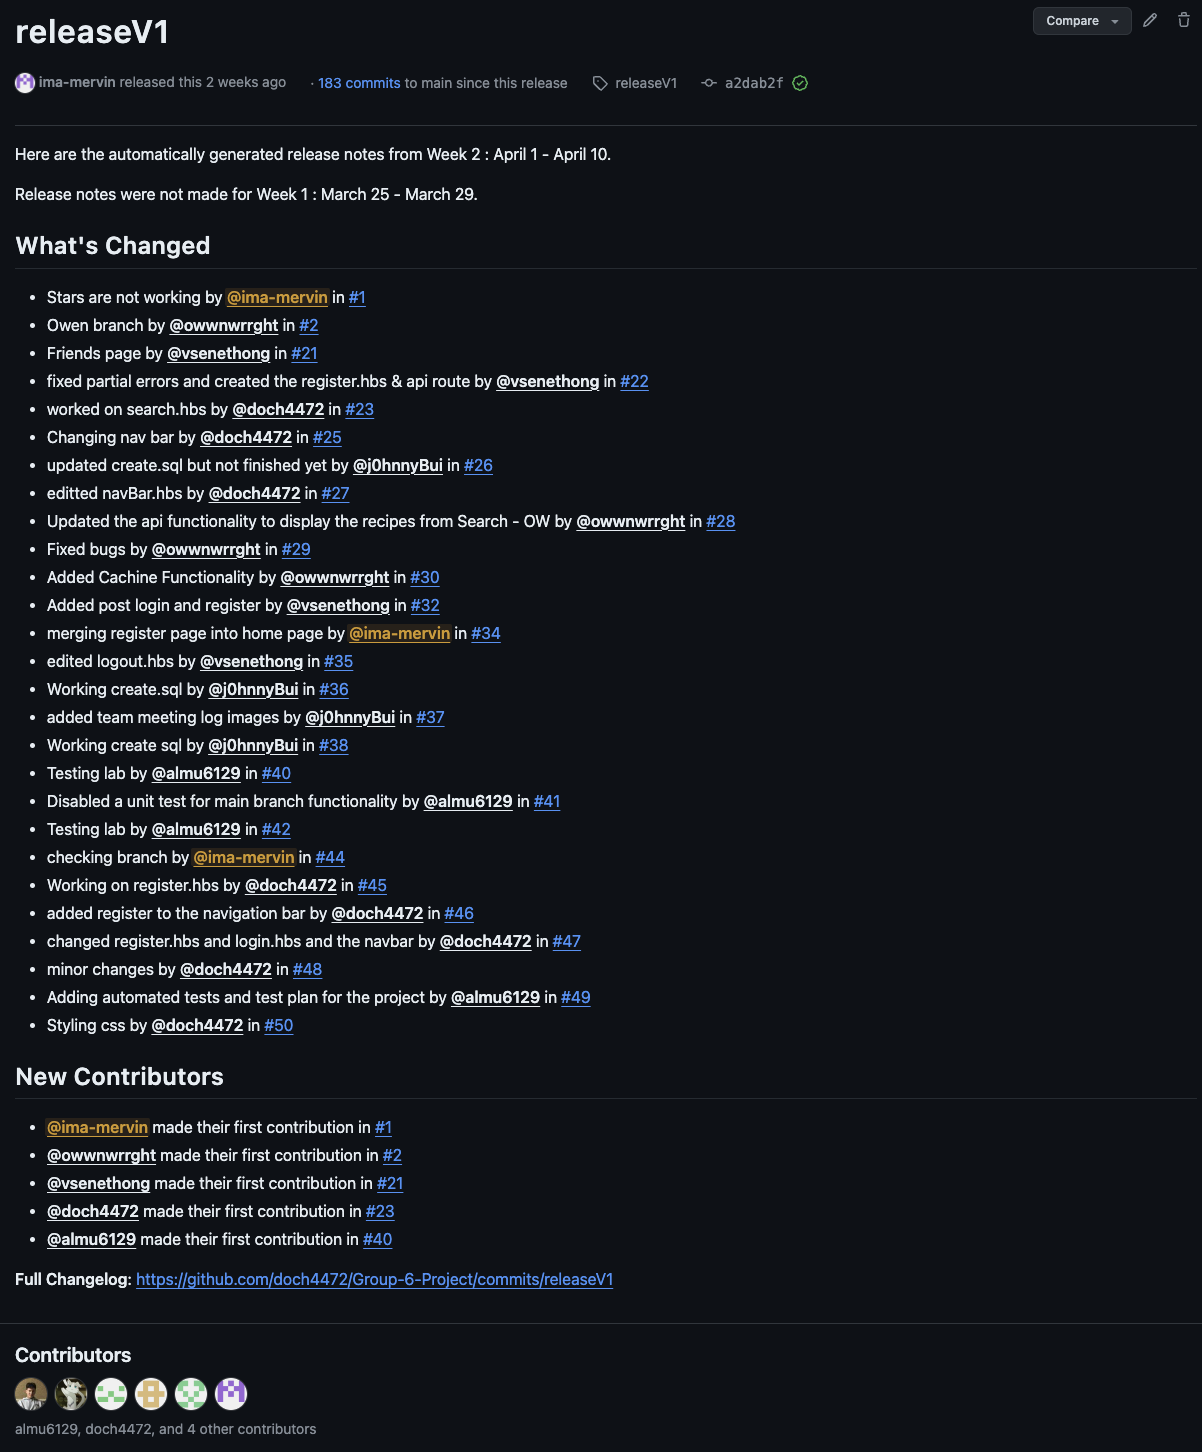 releaseV1
Compare
ima-mervin released this 2 weeks ago · 183 commits to main since this release releaseV1 a2dab2f
Here are the automatically generated release notes from Week 2 : April 1 - April 10.
Release notes were not made for Week 1 : March 25 - March 29.
What's Changed
• Stars are not working by @ima-mervin in #1
• Owen branch by @owwnwrrght in #2
• Friends page by @vsenethong in #21
• fixed partial errors and created the register.hbs & api route by @vsenethong in #22
• worked on search.hbs by @doch4472 in #23
• Changing nav bar by @doch4472 in #25
• updated create.sql but not finished yet by @j0hnnyBui in #26
• editted navBar.hbs by @doch4472 in #27
• Updated the api functionality to display the recipes from Search - OW by @owwnwrrght in #28
• Fixed bugs by @owwnwrrght in #29
• Added Cachine Functionality by @owwnwrrght in #30
• Added post login and register by @vsenethong in #32
• merging register page into home page by @ima-mervin in #34
• edited logout.hbs by @vsenethong in #35
• Working create.sql by @j0hnnyBui in #36
• added team meeting log images by @j0hnnyBui in #37
• Working create sql by @j0hnnyBui in #38
• Testing lab by @almu6129 in #40
• Disabled a unit test for main branch functionality by @almu6129 in #41
• Testing lab by @almu6129 in #42
• checking branch by @ima-mervin in #44
• Working on register.hbs by @doch4472 in #45
• added register to the navigation bar by @doch4472 in #46
• changed register.hbs and login.hbs and the navbar by @doch4472 in #47
• minor changes by @doch4472 in #48
• Adding automated tests and test plan for the project by @almu6129 in #49
• Styling css by @doch4472 in #50
New Contributors
• @ima-mervin made their first contribution in #1
• @owwnwrrght made their first contribution in #2
• @vsenethong made their first contribution in #21
• @doch4472 made their first contribution in #23
• @almu6129 made their first contribution in #40
Full Changelog: https://github.com/doch4472/Group-6-Project/commits/releaseV1
Contributors
almu6129, doch4472, and 4 other contributors